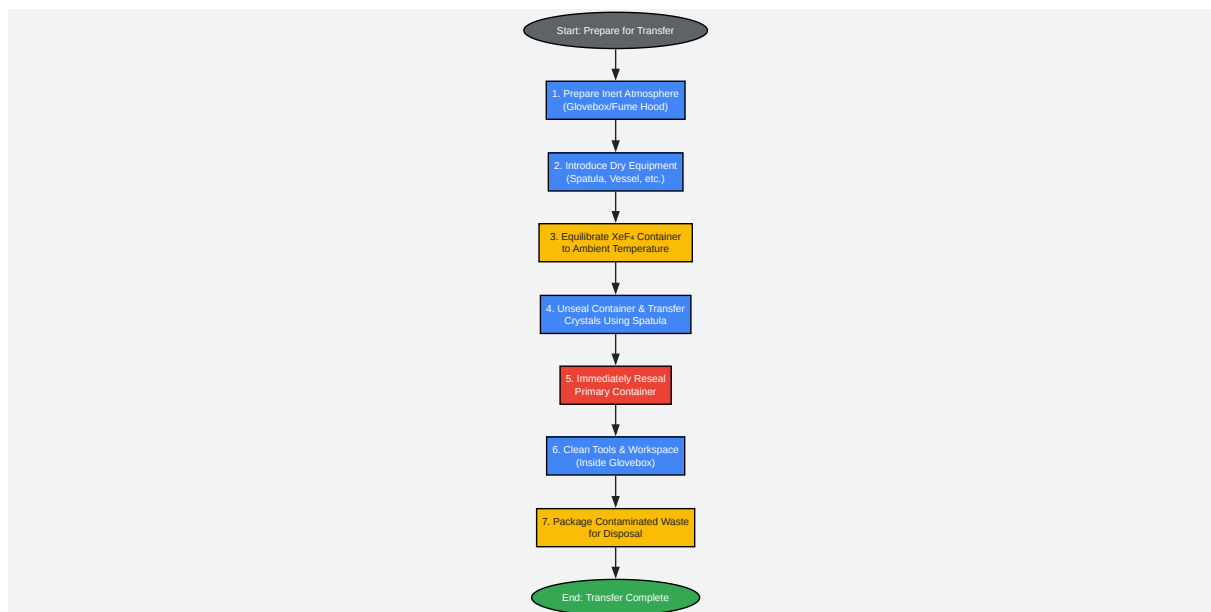 Start: Prepare for Transfer
1. Prepare Inert Atmosphere
(Glovebox/Fume Hood)
2. Introduce Dry Equipment
(Spatula, Vessel, etc.)
3. Equilibrate XeF₄ Container
to Ambient Temperature
4. Unseal Container & Transfer
Crystals Using Spatula
5. Immediately Reseal
Primary Container
6. Clean Tools & Workspace
(Inside Glovebox)
7. Package Contaminated Waste
for Disposal
End: Transfer Complete